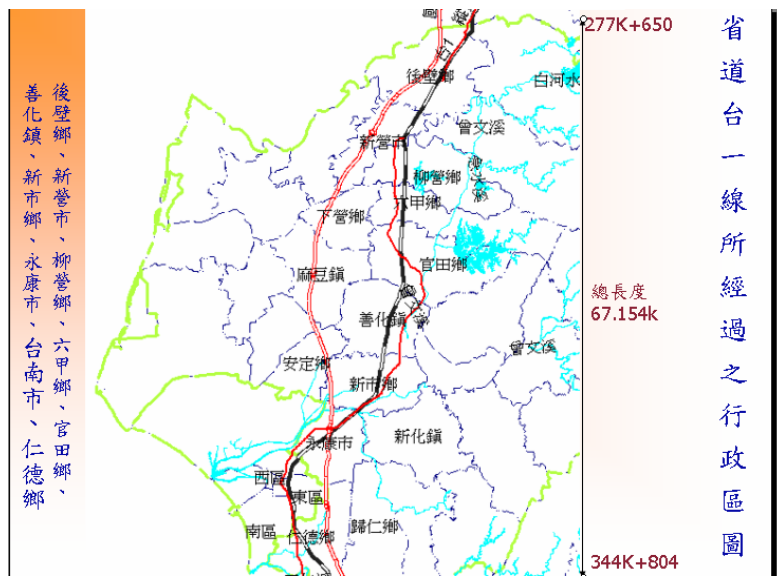 省道台一線所經過之行政區圖
277K+650
總長度
67.154k
344K+804
後壁鄉、新營市、柳營鄉、六甲鄉、官田鄉、
善化鎮、新市鄉、永康市、台南市、仁德鄉
台1
後壁鄉
白河水
新營市
曾文溪
柳營鄉
六甲鄉
下營鄉
官田鄉
麻豆鎮
善化鎮
曾文溪
安定鄉
新市鄉
永康市
新化鎮
西區
東區
南區
仁德鄉
歸仁鄉